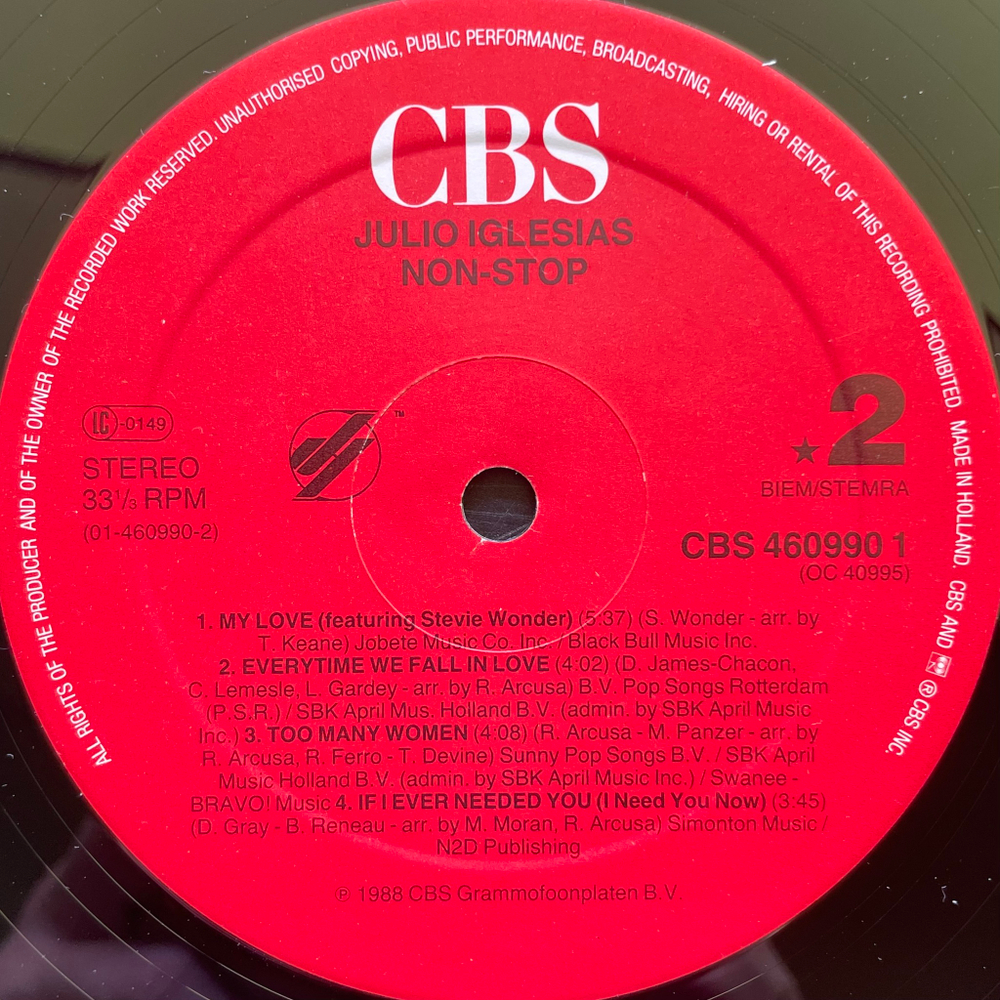 ALL RIGHTS OF THE PRODUCER AND OF THE OWNER OF THE RECORDED WORK RESERVED. UNAUTHORISED COPYING, PUBLIC PERFORMANCE, BROADCASTING, HIRING OR RENTAL OF THIS RECORDING PROHIBITED. MADE IN HOLLAND. CBS AND ® CBS INC.
CBS
JULIO IGLESIAS
NON-STOP
LC-0149
STEREO
33 1/3 RPM
(01-460990-2)
™
★2
BIEM/STEMRA
CBS 460990 1
(OC 40995)
1. MY LOVE (featuring Stevie Wonder) (5:37) (S. Wonder - arr. by
T. Keane) Jobete Music Co. Inc. / Black Bull Music Inc.
2. EVERYTIME WE FALL IN LOVE (4:02) (D. James-Chacon,
C. Lemesle, L. Gardey - arr. by R. Arcusa) B.V. Pop Songs Rotterdam
(P.S.R.) / SBK April Mus. Holland B.V. (admin. by SBK April Music
Inc.) 3. TOO MANY WOMEN (4:08) (R. Arcusa - M. Panzer - arr. by
R. Arcusa, R. Ferro - T. Devine) Sunny Pop Songs B.V. / SBK April
Music Holland B.V. (admin. by SBK April Music Inc.) / Swanee -
BRAVO! Music 4. IF I EVER NEEDED YOU (I Need You Now) (3:45)
(D. Gray - B. Reneau - arr. by M. Moran, R. Arcusa) Simonton Music /
N2D Publishing
℗ 1988 CBS Grammofoonplaten B.V.